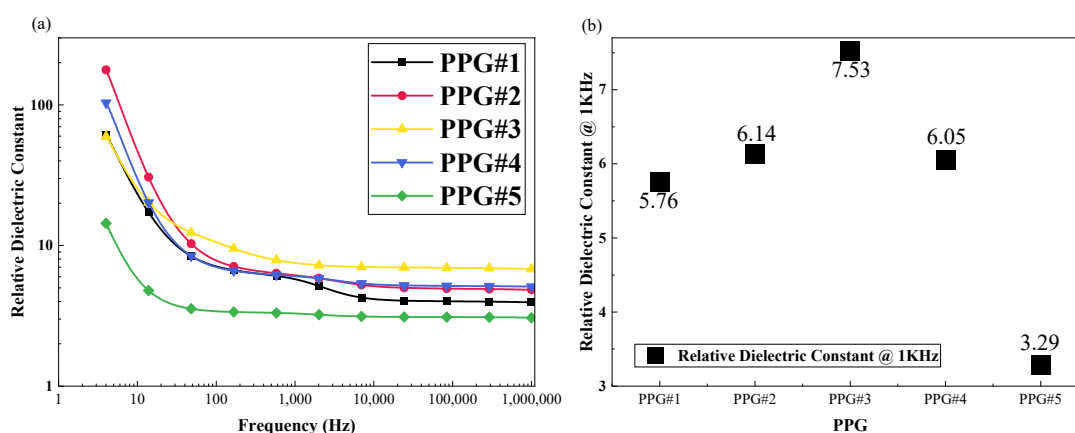 (a)
Relative Dielectric Constant
100
10
1
PPG#1
PPG#2
PPG#3
PPG#4
PPG#5
1 10 100 1,000 10,000 100,000 1,000,000
Frequency (Hz)
(b)
Relative Dielectric Constant @ 1KHz
7
6
5
4
3
5.76
6.14
7.53
6.05
3.29
Relative Dielectric Constant @ 1KHz
PPG#1 PPG#2 PPG#3 PPG#4 PPG#5
PPG